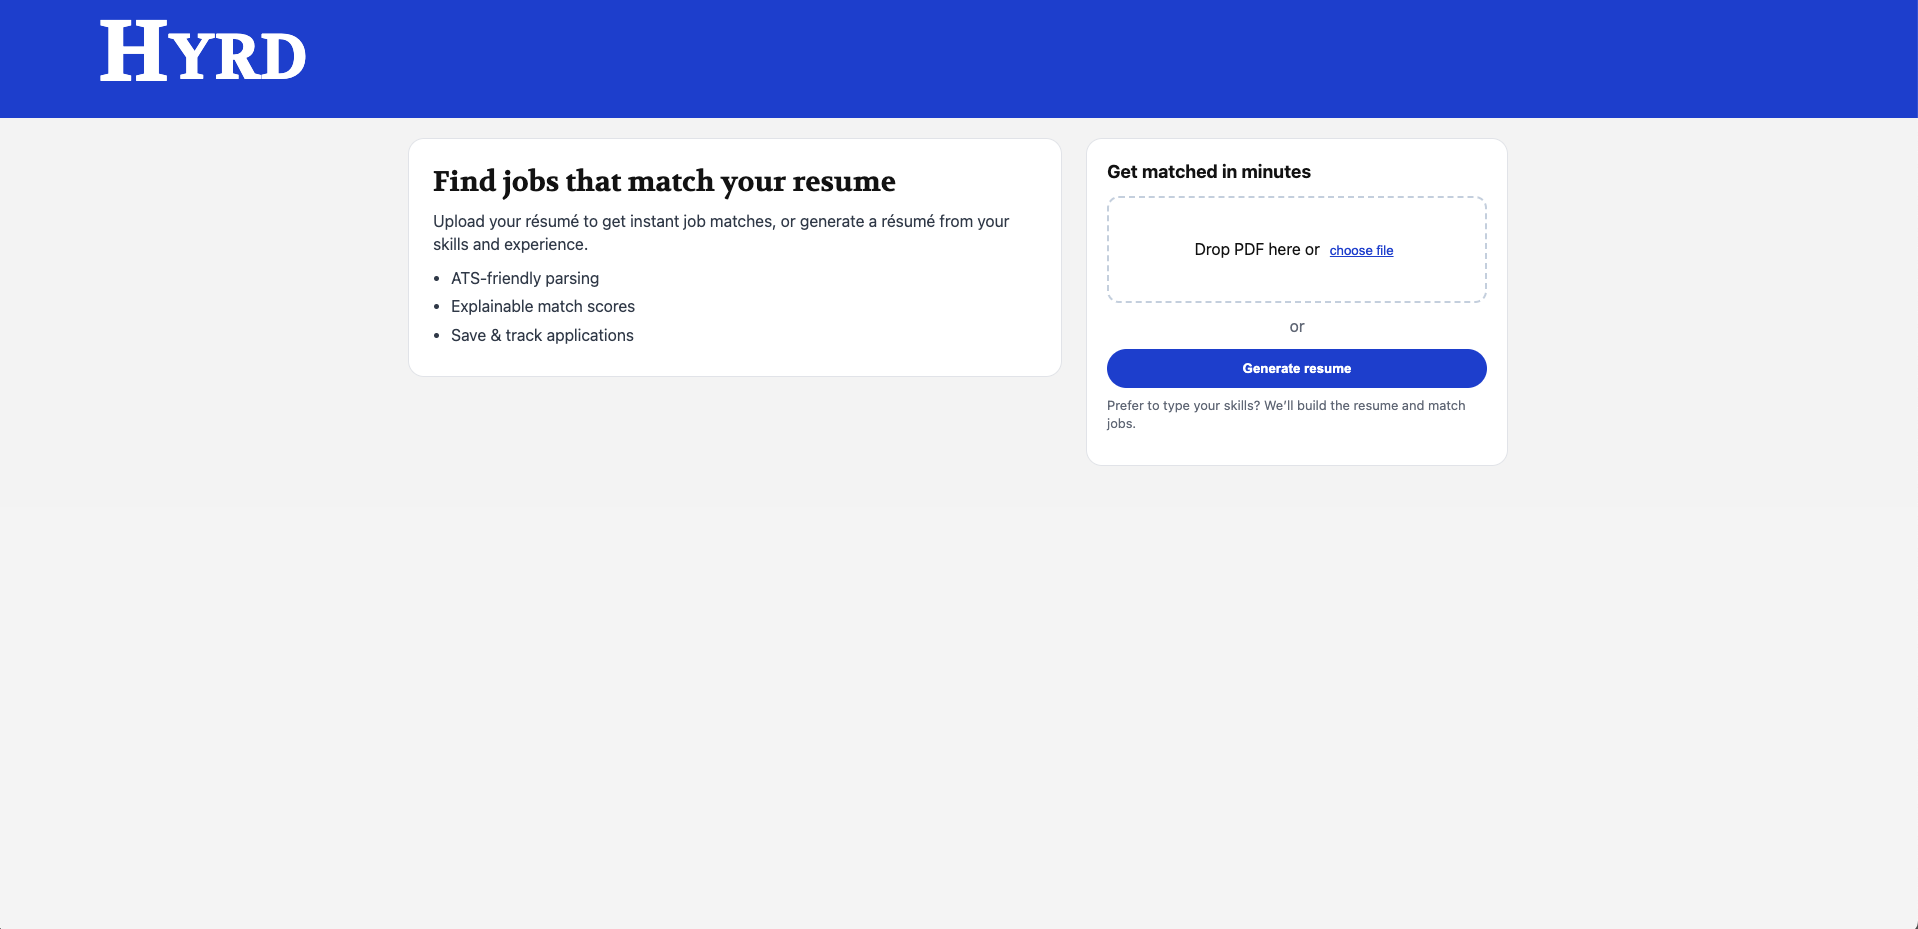 HYRD
Find jobs that match your resume
Upload your résumé to get instant job matches, or generate a résumé from your
skills and experience.
• ATS-friendly parsing
• Explainable match scores
• Save & track applications
Get matched in minutes
Drop PDF here or choose file
or
Generate resume
Prefer to type your skills? We’ll build the resume and match
jobs.